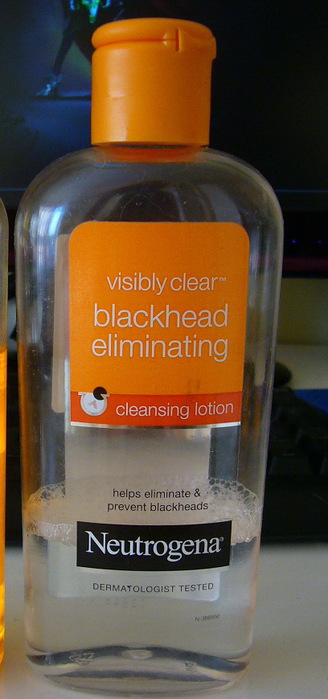 visibly clear™
blackhead
eliminating
cleansing lotion
helps eliminate &
prevent blackheads
Neutrogena®
DERMATOLOGIST TESTED